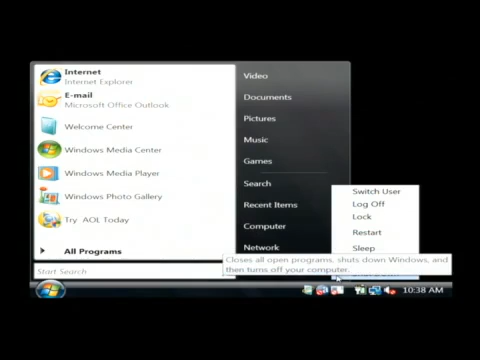 Internet
Internet Explorer
E-mail
Microsoft Office Outlook
Welcome Center
Windows Media Center
Windows Media Player
Windows Photo Gallery
Try AOL Today
All Programs
Start Search
Video
Documents
Pictures
Music
Games
Search
Recent Items
Computer
Network
Switch User
Log Off
Lock
Restart
Sleep
Closes all open programs, shuts down Windows, and
then turns off your computer.
10:38 AM